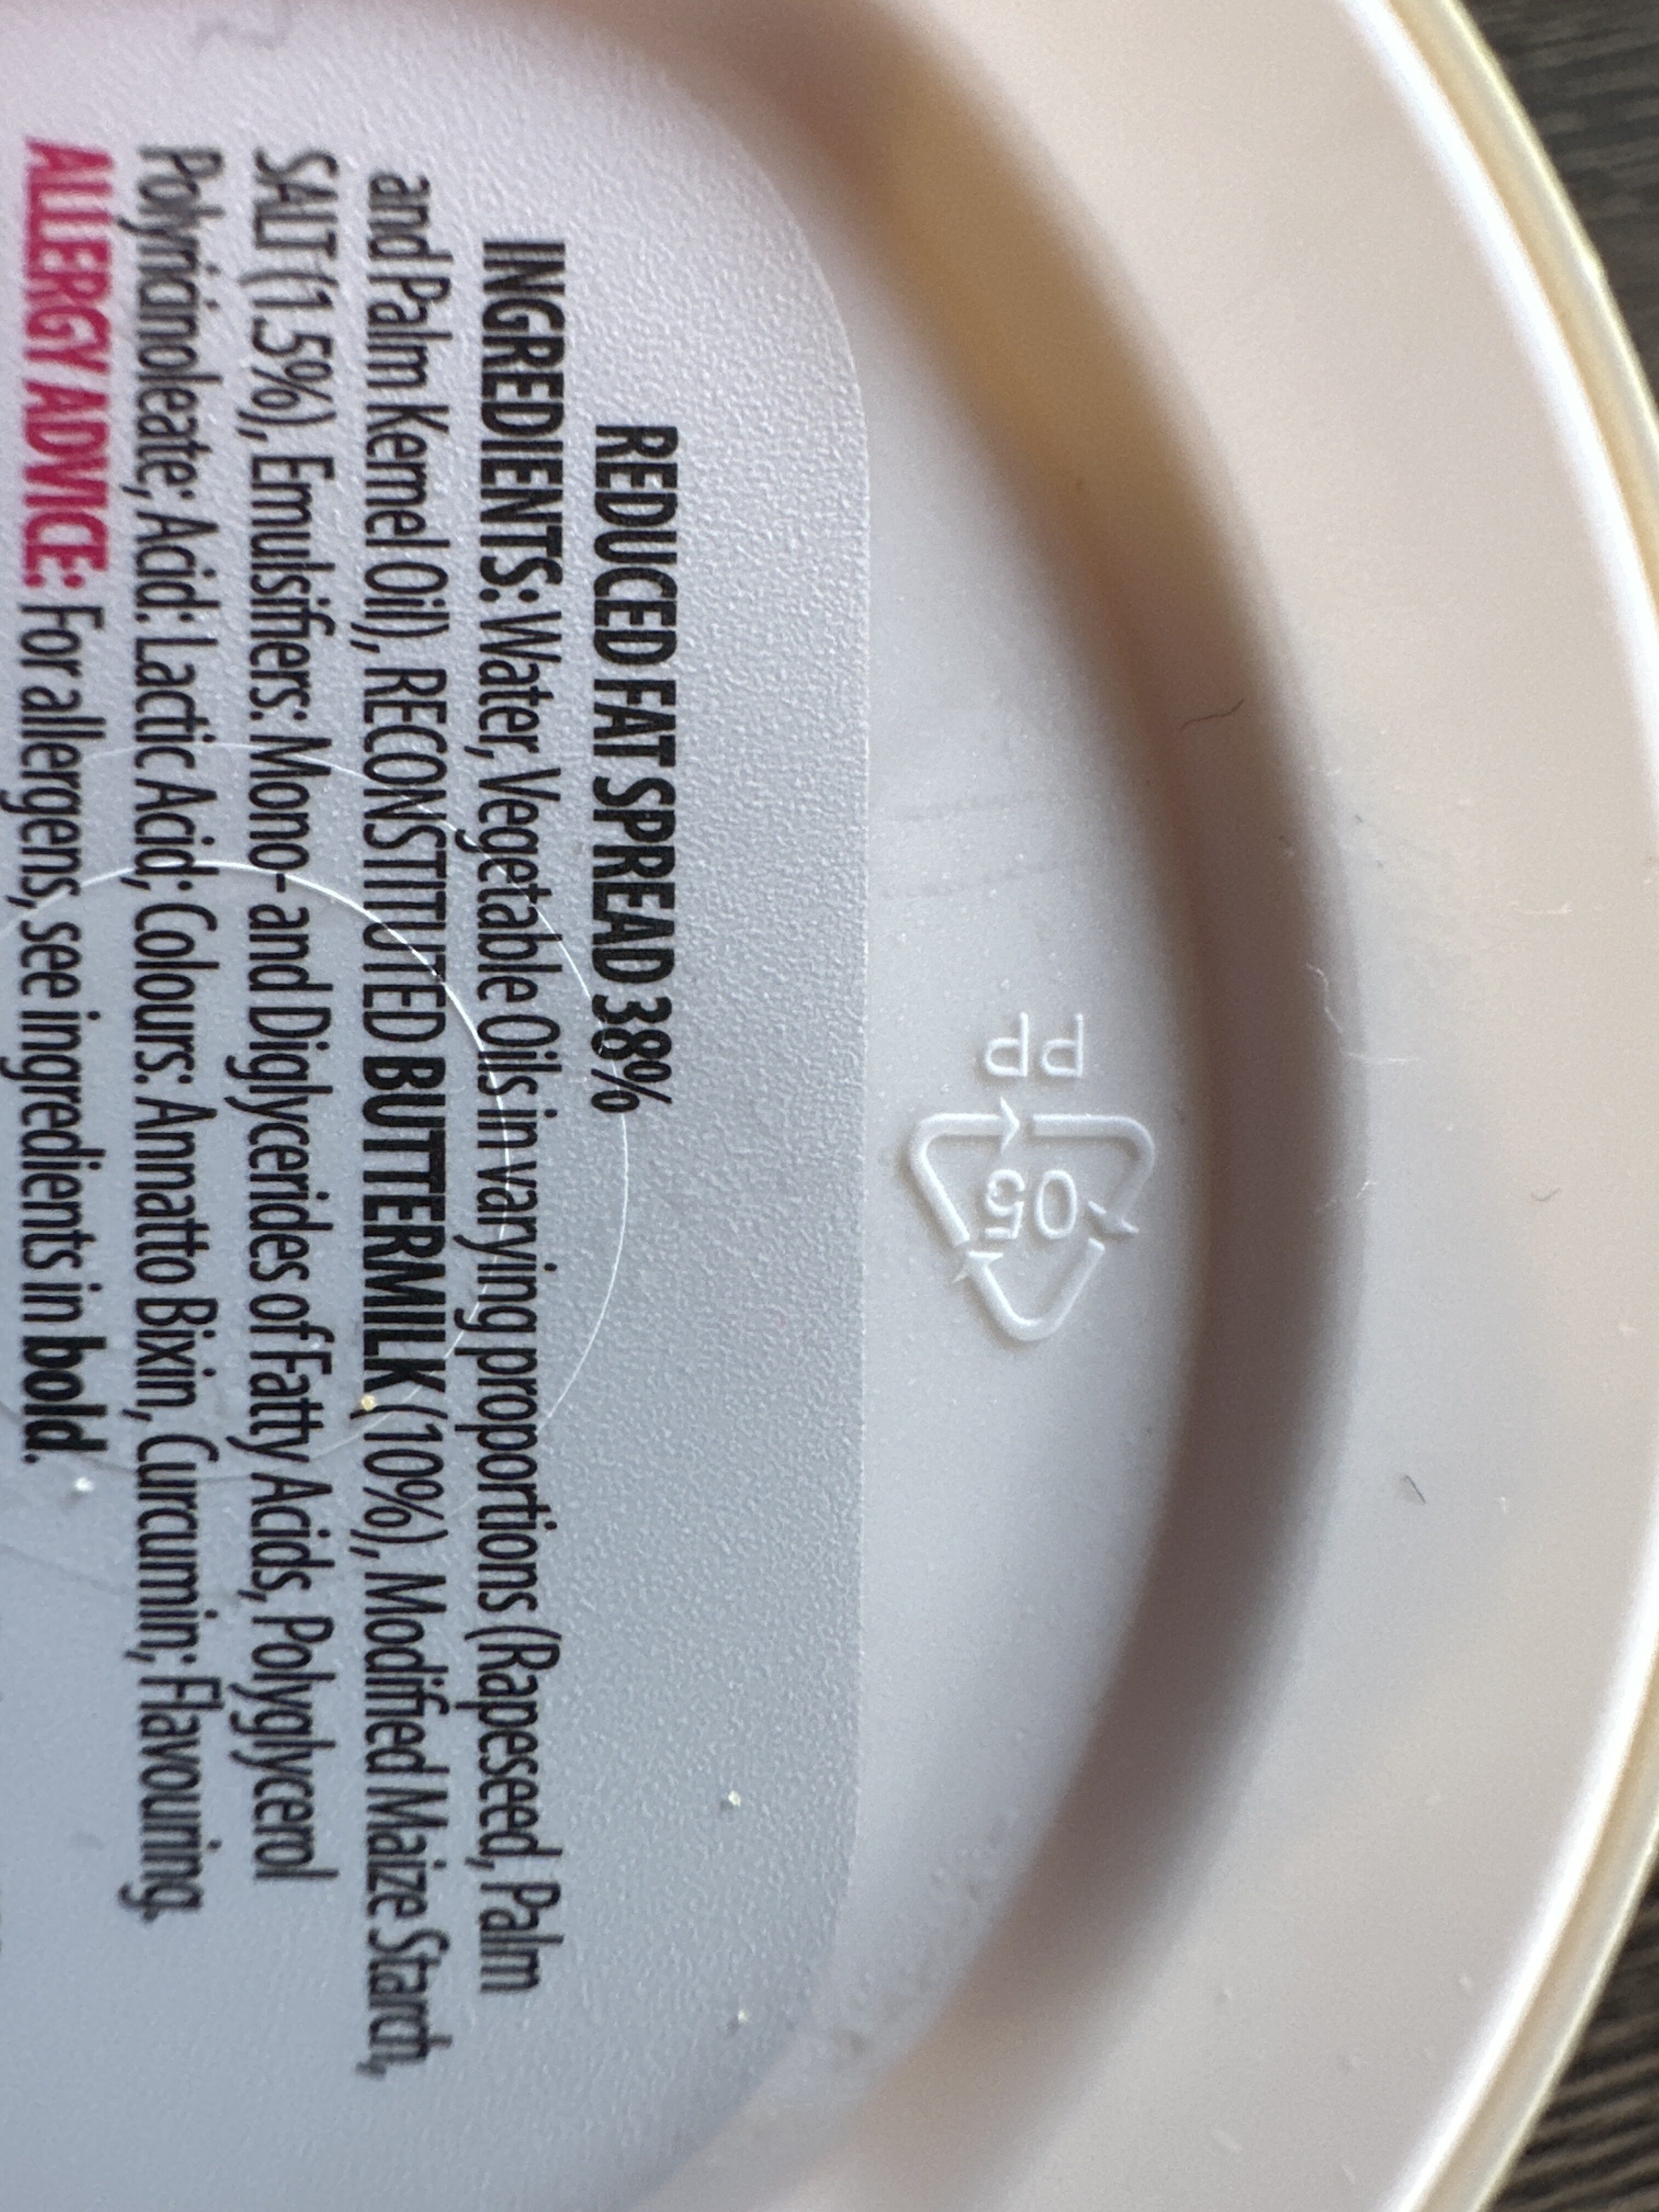 REDUCED FAT SPREAD 38%
INGREDIENTS: Water, Vegetable Oils in varying proportions (Rapeseed, Palm
and Palm Kernel Oil), RECONSTITUTED BUTTERMILK (10%), Modified Maize Starch,
SALT (1.5%), Emulsifiers: Mono- and Diglycerides of Fatty Acids, Polyglycerol
Polyricinoleate; Acid: Lactic Acid; Colours: Annatto Bixin, Curcumin; Flavouring.
ALLERGY ADVICE: For allergens, see ingredients in bold.
05
PP